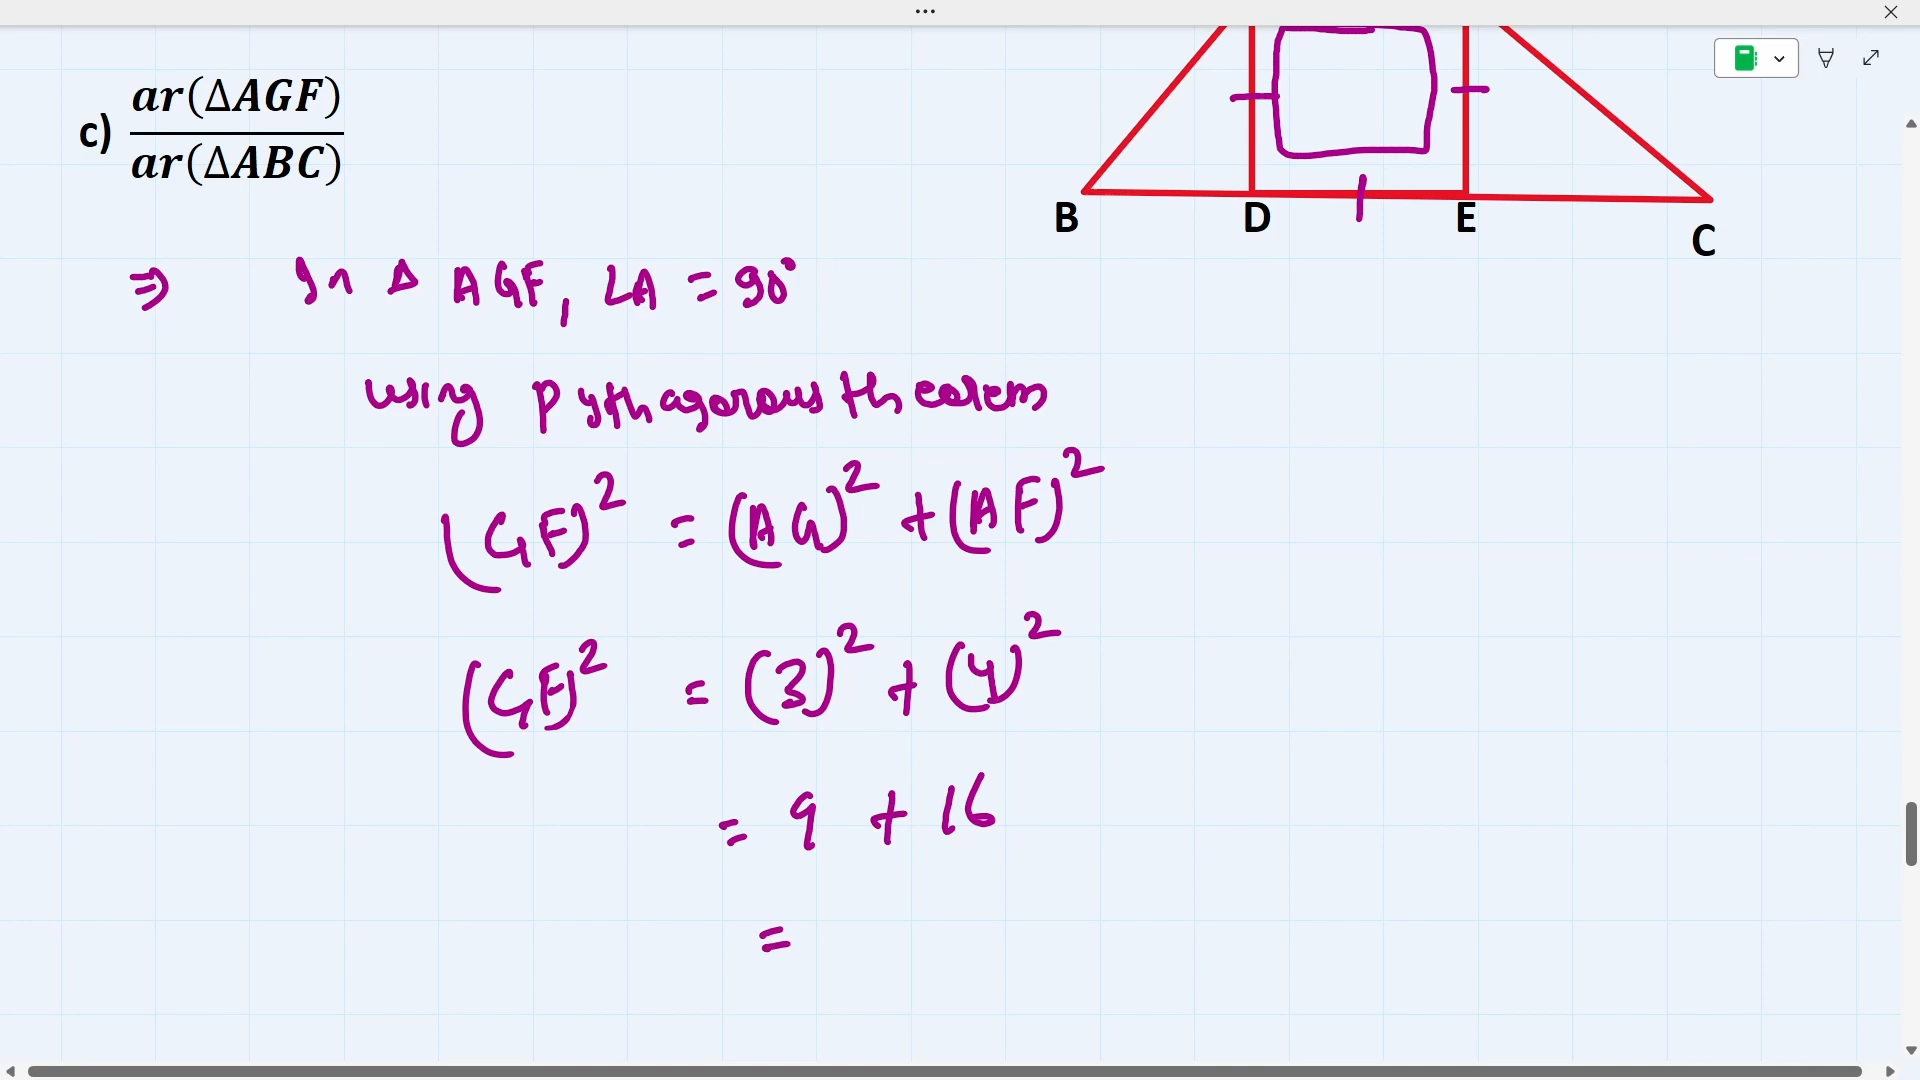 c) ar(ΔAGF)
ar(ΔABC)
B D E C
⇒ In Δ AGF, ∠A = 90°
using Pythagorous theorem
(GF)² = (AG)² + (AF)²
(GF)² = (3)² + (4)²
= 9 + 16
=